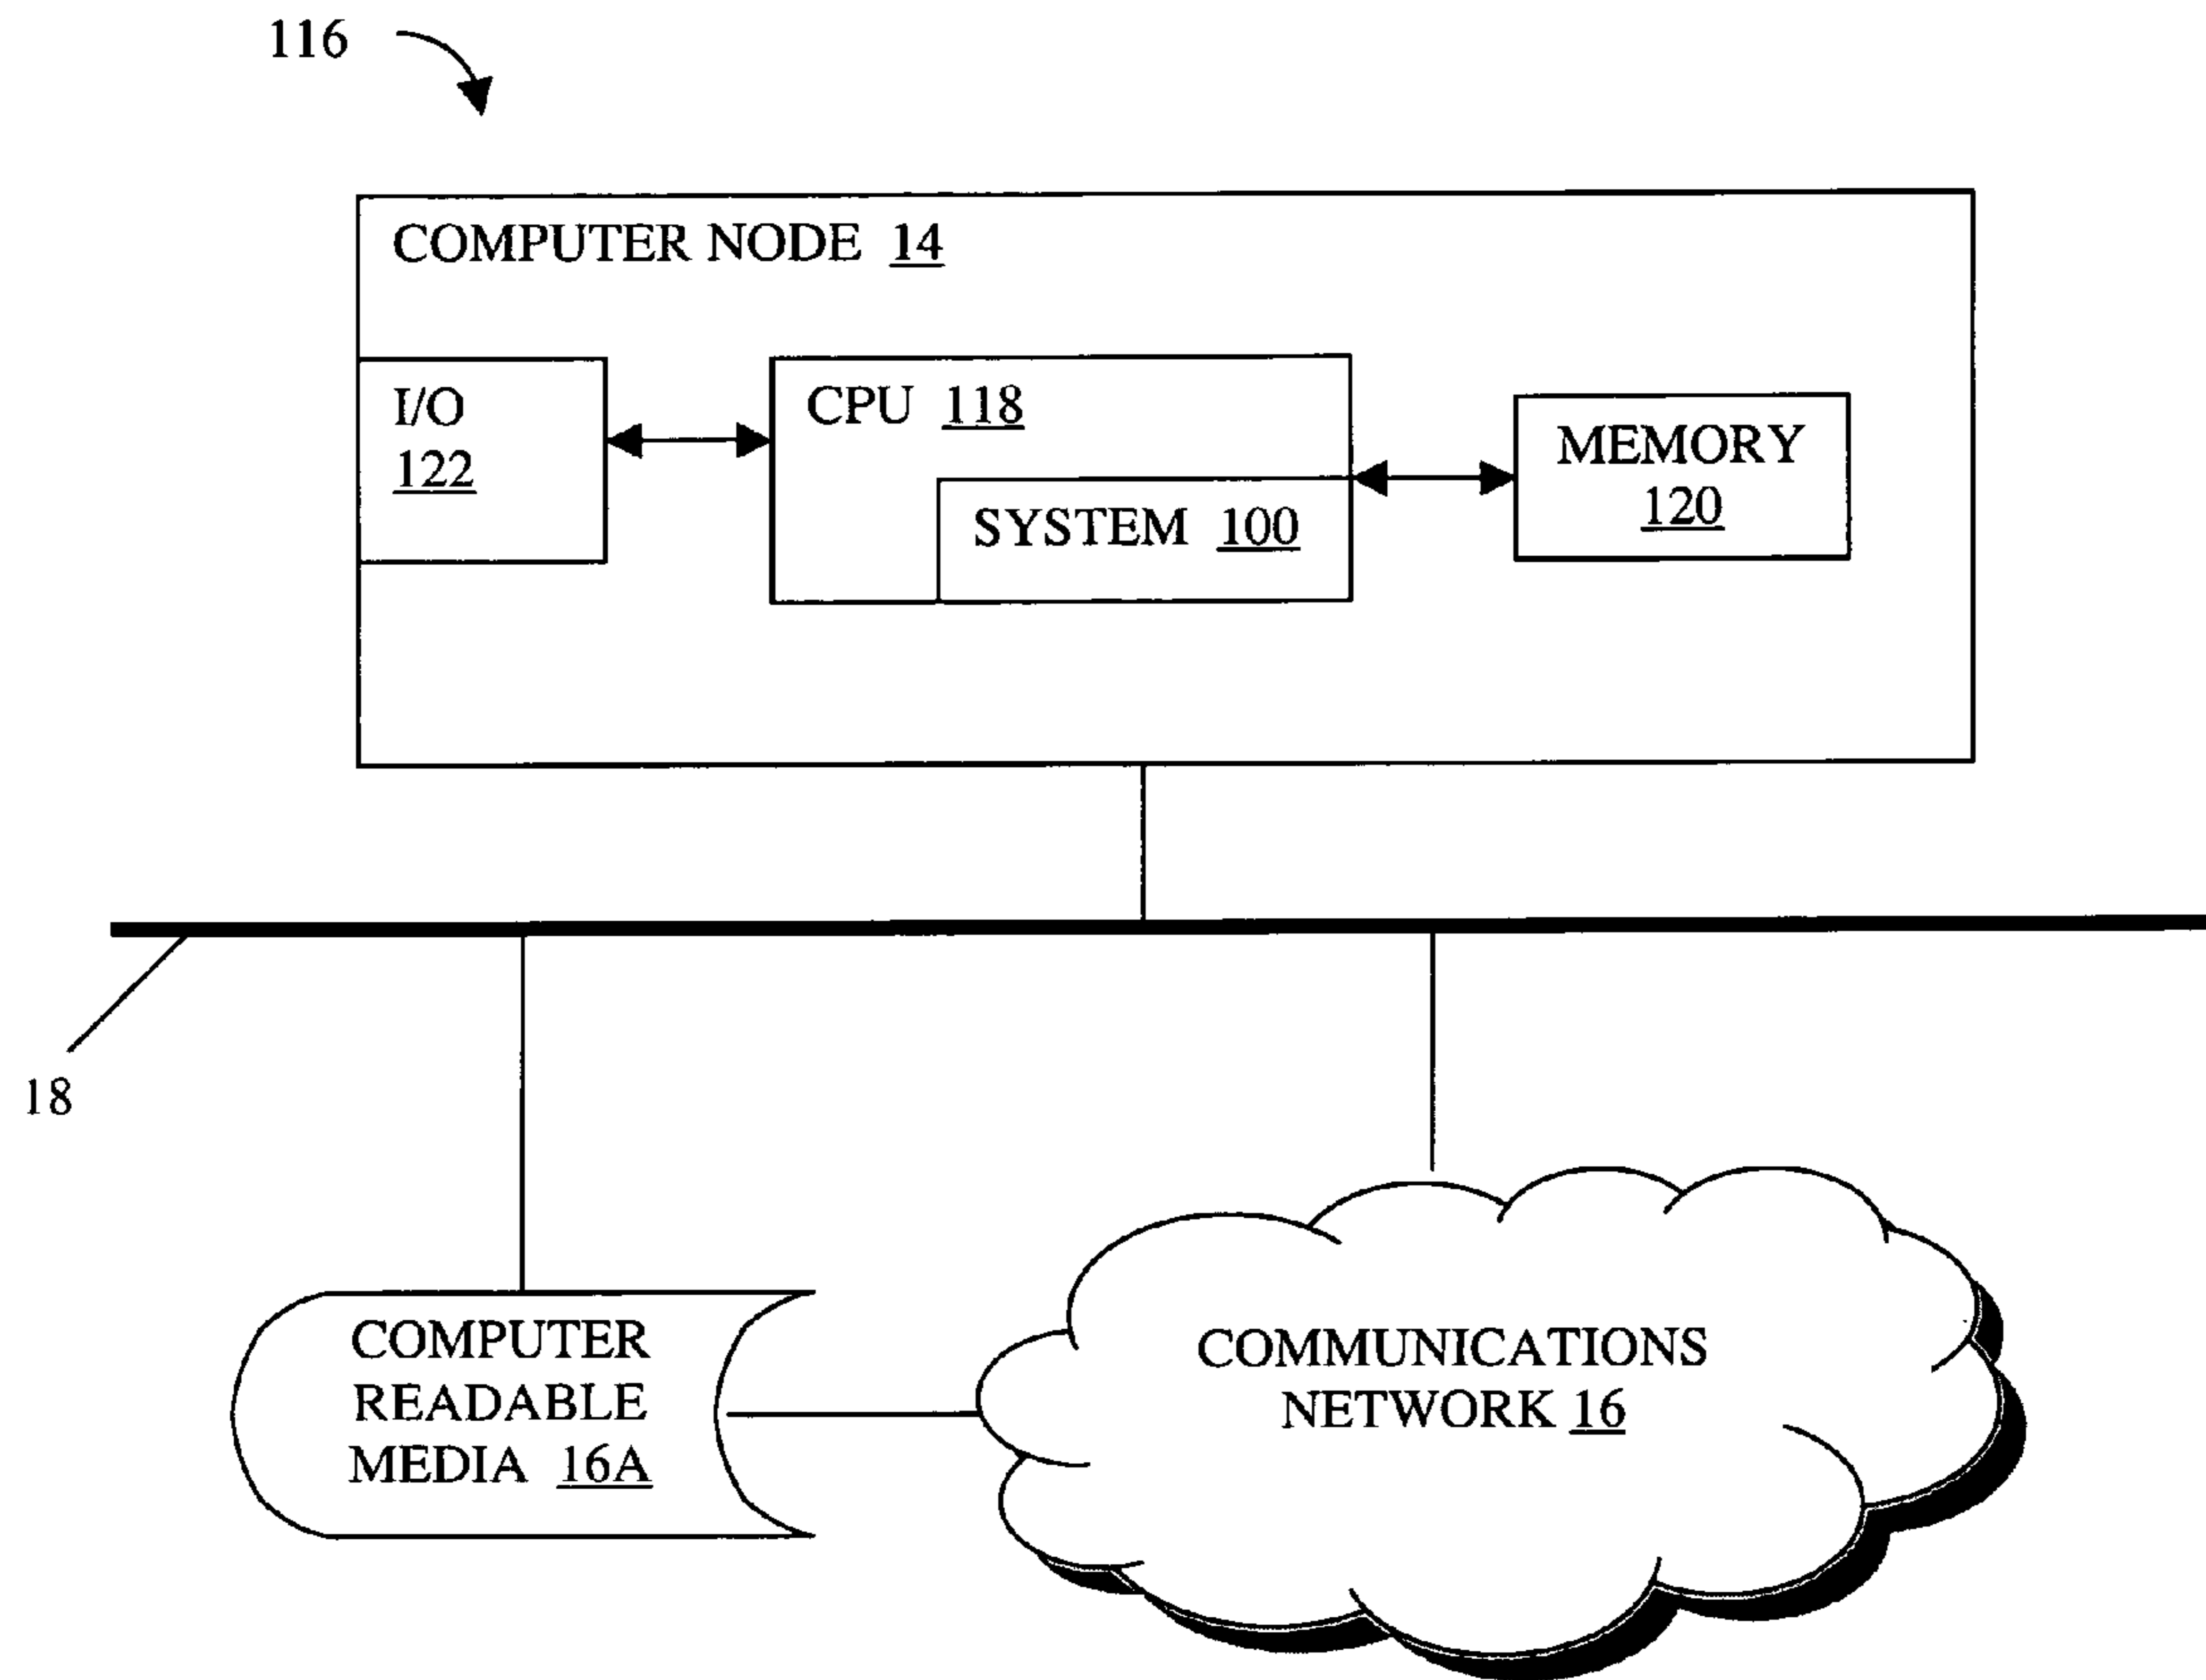 116
COMPUTER NODE 14
I/O
122
CPU 118
SYSTEM 100
MEMORY
120
18
COMPUTER
READABLE
MEDIA 16A
COMMUNICATIONS
NETWORK 16